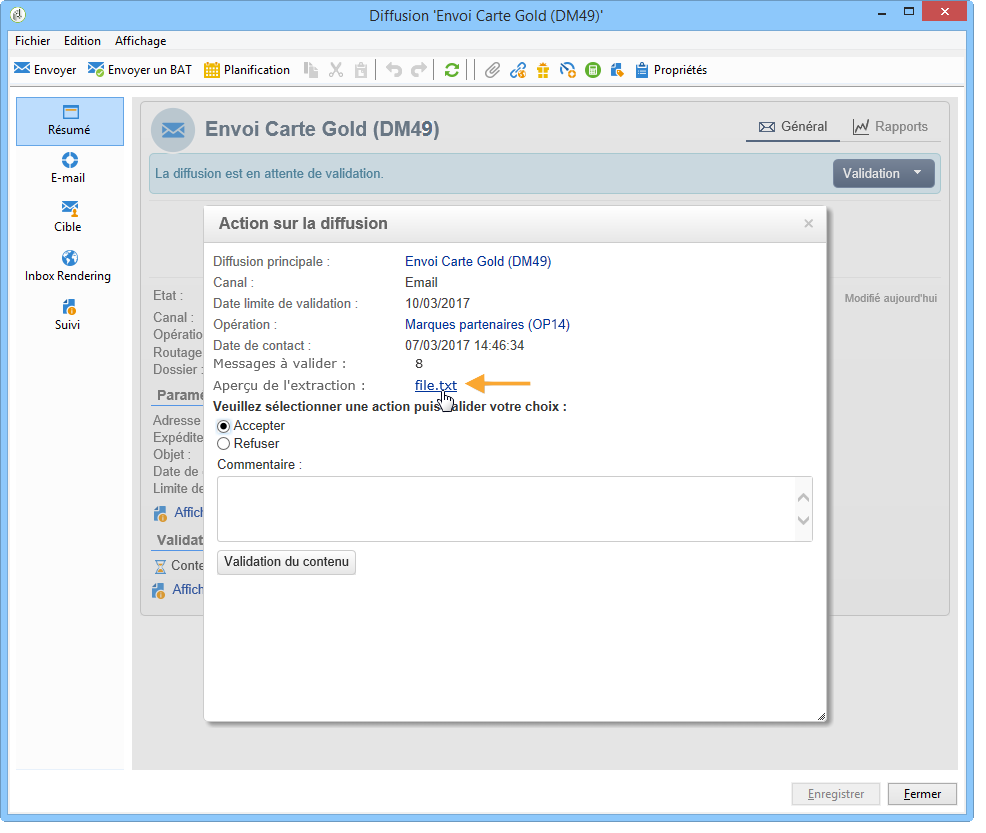 Diffusion 'Envoi Carte Gold (DM49)'
Fichier Edition Affichage
Envoyer Envoyer un BAT Planification Propriétés
Résumé
E-mail
Cible
Inbox Rendering
Suivi
Envoi Carte Gold (DM49)
Général Rapports
La diffusion est en attente de validation.
Validation
Action sur la diffusion
Diffusion principale : Envoi Carte Gold (DM49)
Canal : Email
Date limite de validation : 10/03/2017
Opération : Marques partenaires (OP14)
Date de contact : 07/03/2017 14:46:34
Messages à valider : 8
Aperçu de l'extraction : file.txt
Veuillez sélectionner une action puis valider votre choix :
Accepter
Refuser
Commentaire :
Validation du contenu
Etat :
Modifié aujourd'hui
Canal :
Opératio
Routage
Dossier :
Parame
Adresse
Expédite
Objet :
Date de
Limite de
Affich
Validat
Conte
Affich
Enregistrer Fermer